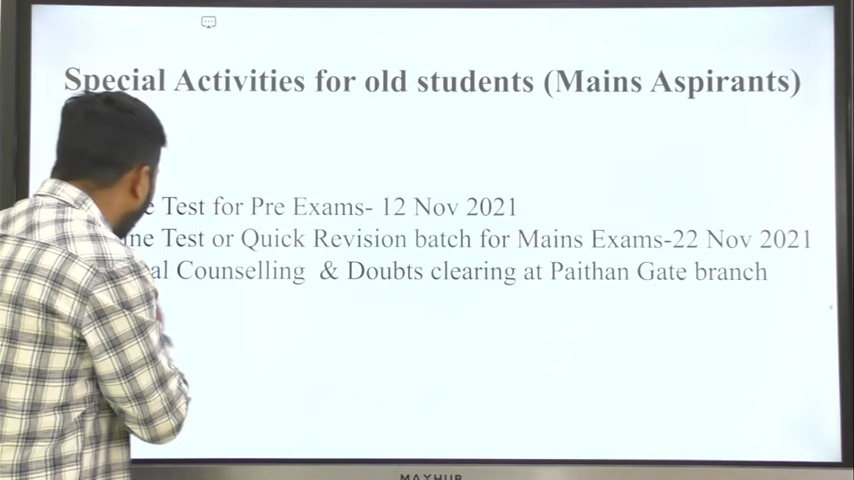 Special Activities for old students (Mains Aspirants)
Test for Pre Exams- 12 Nov 2021
Test or Quick Revision batch for Mains Exams-22 Nov 2021
Counselling & Doubts clearing at Paithan Gate branch
MAXHUB